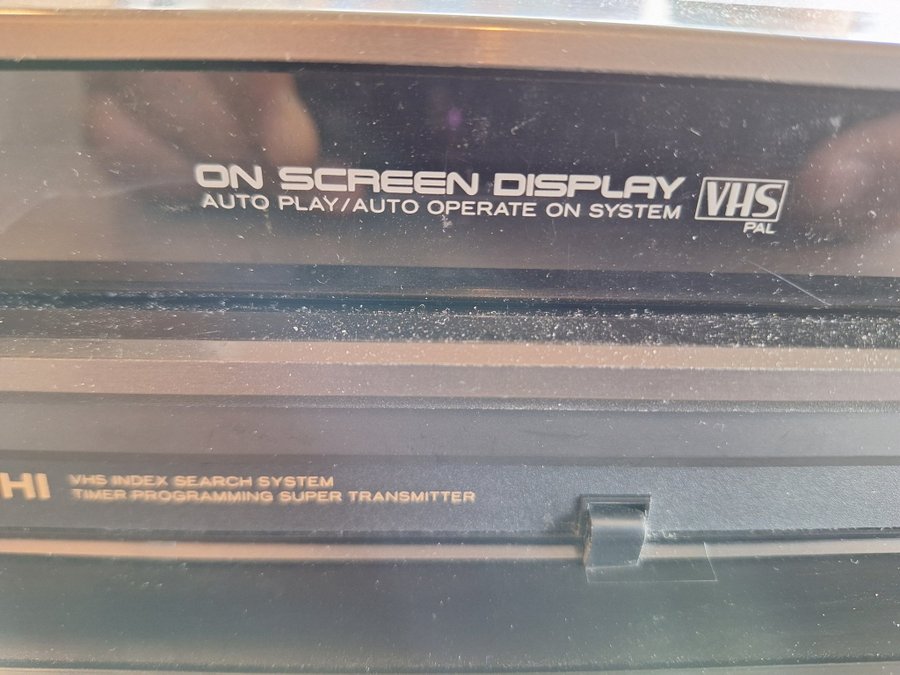 ON SCREEN DISPLAY
AUTO PLAY/AUTO OPERATE ON SYSTEM
VHS
PAL
HI
VHS INDEX SEARCH SYSTEM
TIMER PROGRAMMING SUPER TRANSMITTER